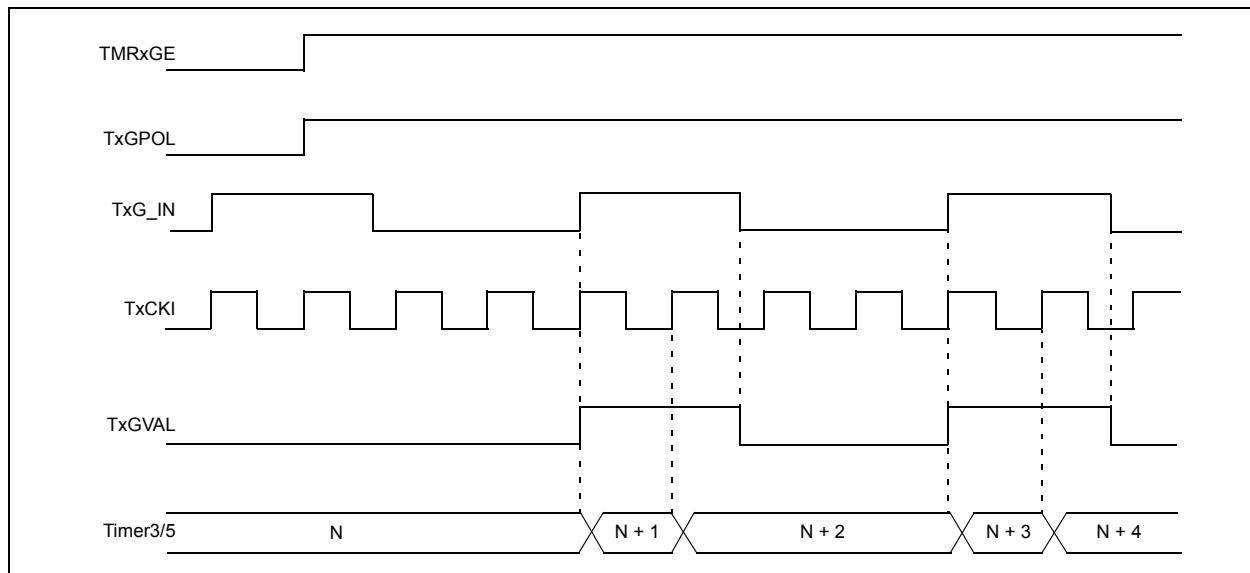 TMRxGE
TxGPOL
TxG_IN
TxCKI
TxGVAL
Timer3/5 N N + 1 N + 2 N + 3 N + 4